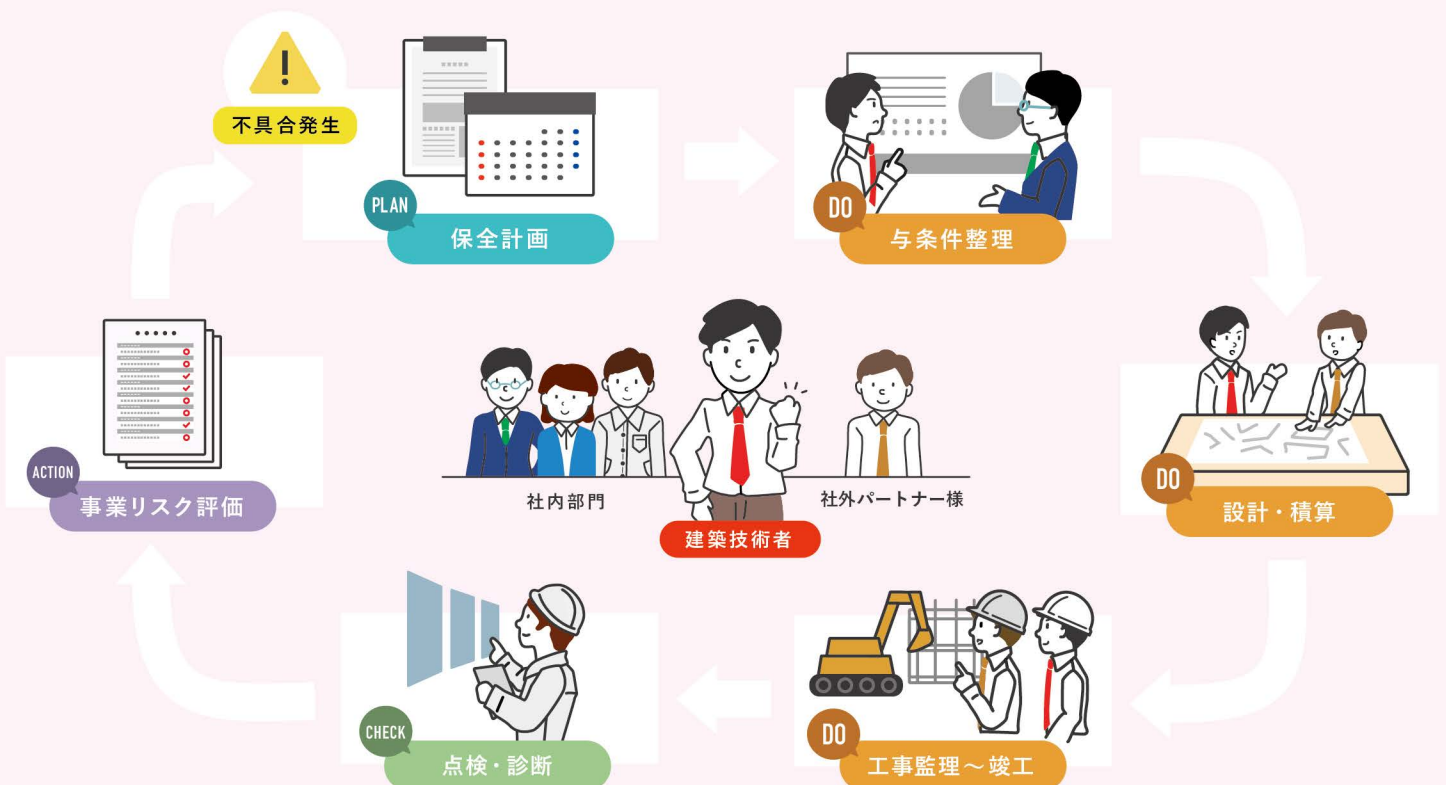 不具合発生
PLAN
保全計画
DO
与条件整理
DO
設計・積算
DO
工事監理～竣工
CHECK
点検・診断
ACTION
事業リスク評価
社内部門
建築技術者
社外パートナー様